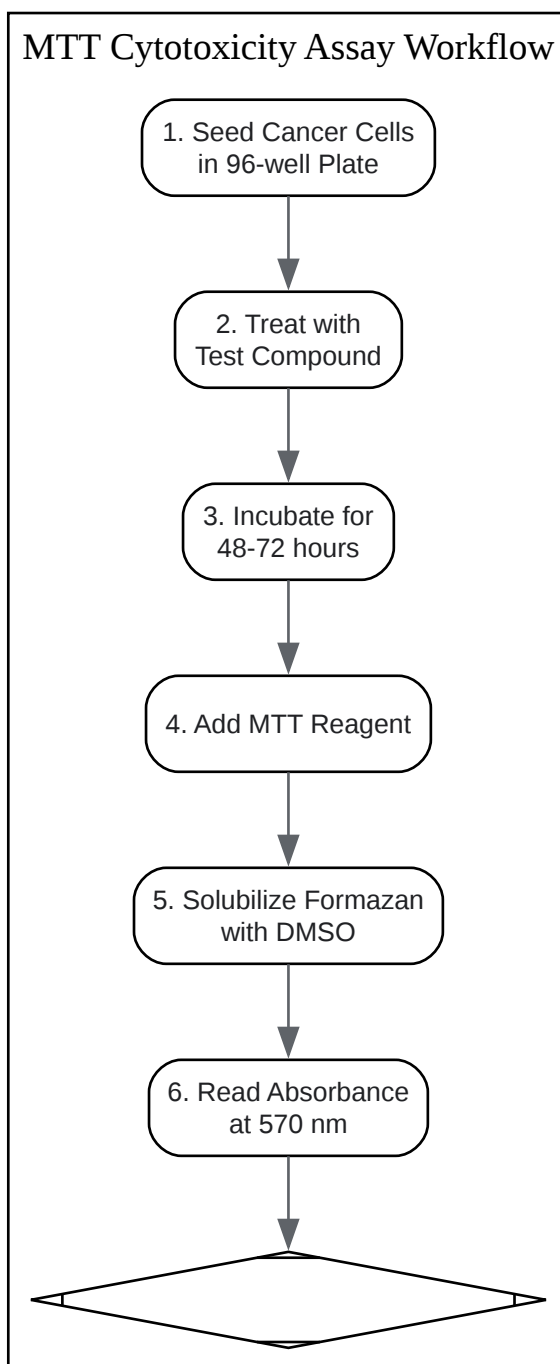 MTT Cytotoxicity Assay Workflow
1. Seed Cancer Cells
in 96-well Plate
2. Treat with
Test Compound
3. Incubate for
48-72 hours
4. Add MTT Reagent
5. Solubilize Formazan
with DMSO
6. Read Absorbance
at 570 nm